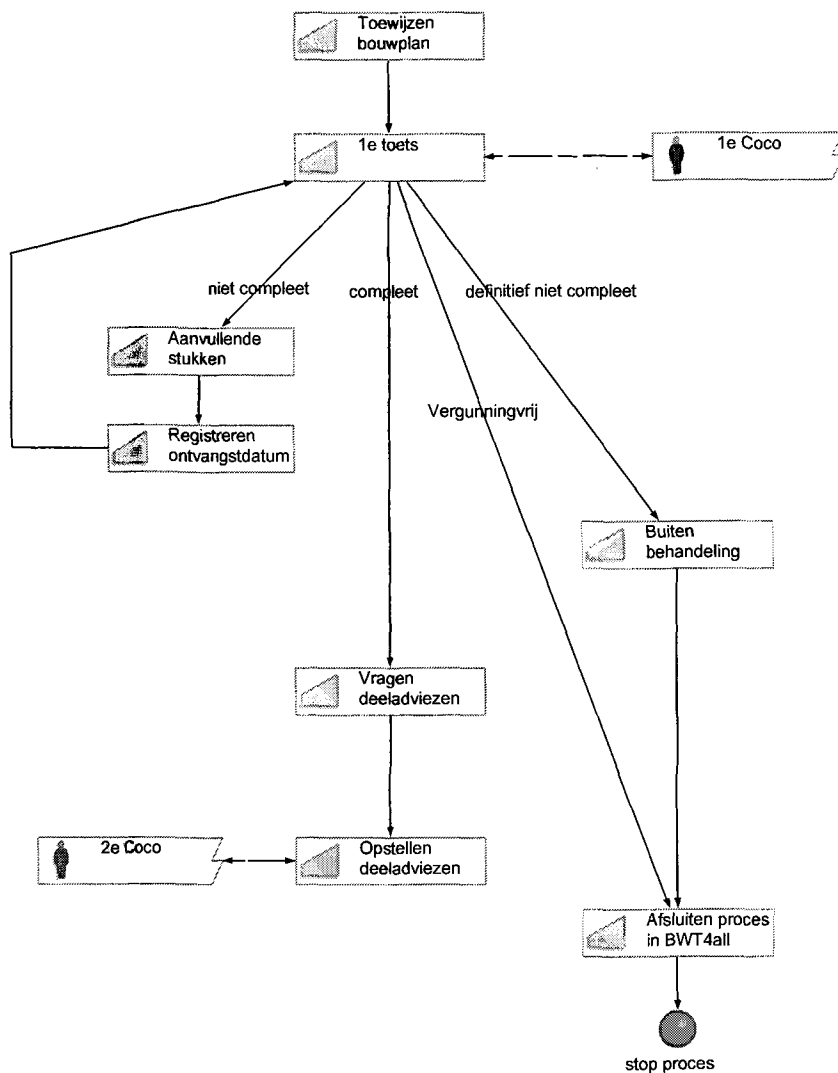 Toewijzen
bouwplan
1e toets
1e Coco
niet compleet
compleet
definitief niet compleet
Aanvullende
stukken
Vergunningvrij
Registreren
ontvangstdatum
Buiten
behandeling
Vragen
deeladviezen
2e Coco
Opstellen
deeladviezen
Afsluiten proces
in BWT4all
stop proces